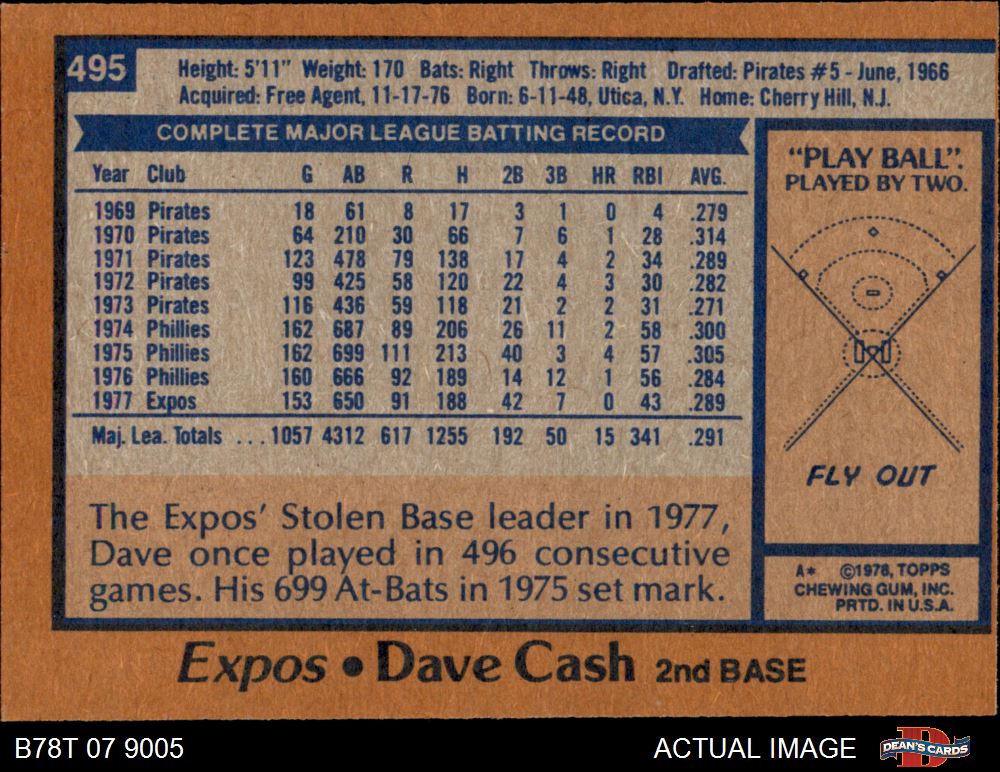 495
Height: 5'11" Weight: 170 Bats: Right Throws: Right Drafted: Pirates #5 - June, 1966
Acquired: Free Agent, 11-17-76 Born: 6-11-48, Utica, N.Y. Home: Cherry Hill, N.J.
COMPLETE MAJOR LEAGUE BATTING RECORD
Year Club G AB R H 2B 3B HR RBI AVG.
1969 Pirates 18 61 8 17 3 1 0 4 .279
1970 Pirates 64 210 30 66 7 6 1 28 .314
1971 Pirates 123 478 79 138 17 4 2 34 .289
1972 Pirates 99 425 58 120 22 4 3 30 .282
1973 Pirates 116 436 59 118 21 2 2 31 .271
1974 Phillies 162 687 89 206 26 11 2 58 .300
1975 Phillies 162 699 111 213 40 3 4 57 .305
1976 Phillies 160 666 92 189 14 12 1 56 .284
1977 Expos 153 650 91 188 42 7 0 43 .289
Maj. Lea. Totals ... 1057 4312 617 1255 192 50 15 341 .291
The Expos' Stolen Base leader in 1977,
Dave once played in 496 consecutive
games. His 699 At-Bats in 1975 set mark.
"PLAY BALL".
PLAYED BY TWO.
FLY OUT
A* ©1978, TOPPS
CHEWING GUM, INC.
PRTD. IN U.S.A.
Expos • Dave Cash 2nd BASE
B78T 07 9005
ACTUAL IMAGE
D
DEAN'S CARDS